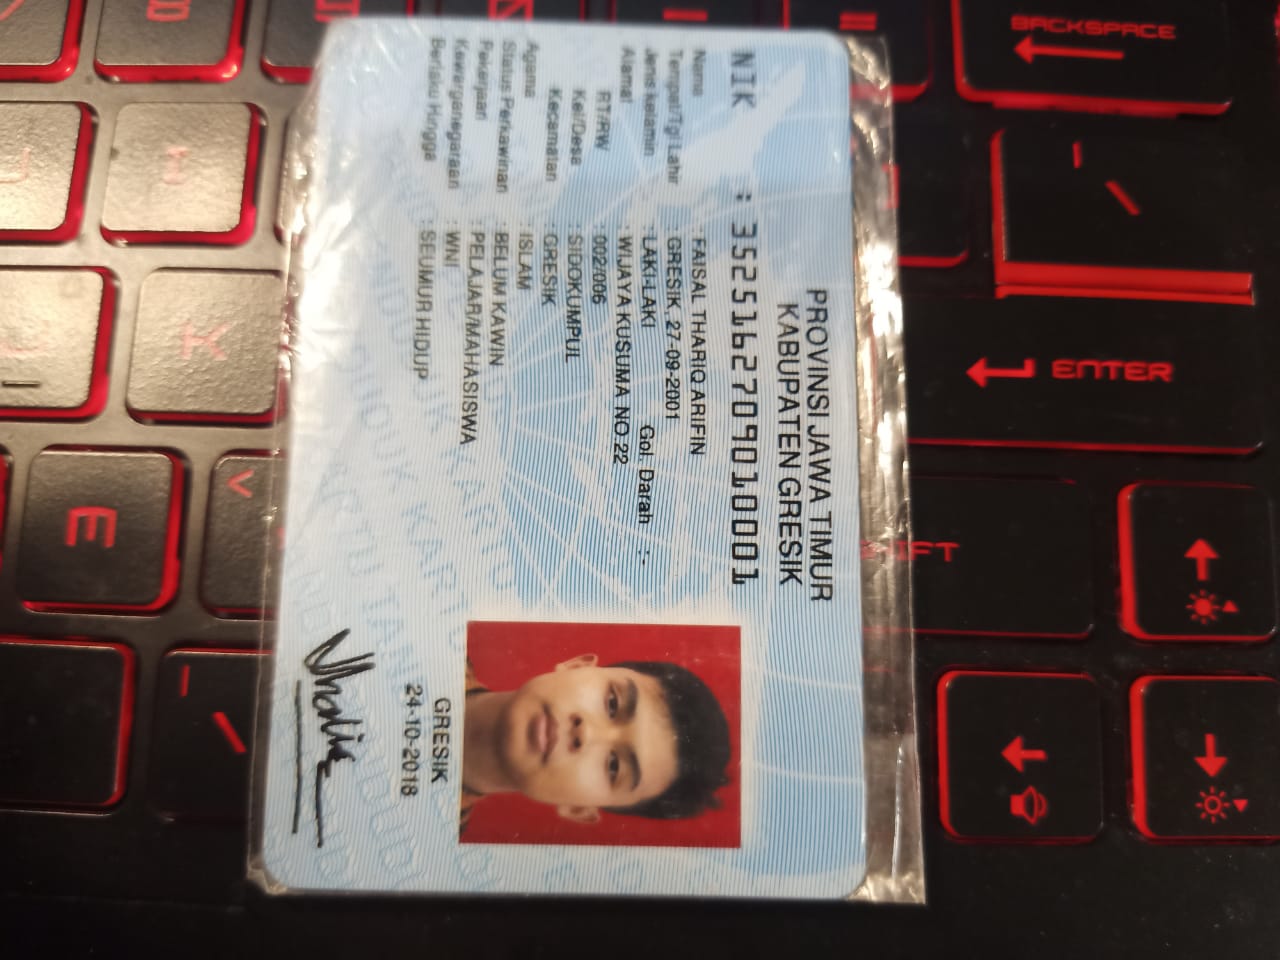 PROVINSI JAWA TIMUR
KABUPATEN GRESIK
NIK : 3525162709010001
Nama : FAISAL THARIQ ARIFIN
Tempat/Tgl Lahir : GRESIK, 27-09-2001
Jenis kelamin : LAKI-LAKI Gol. Darah : -
Alamat : WIJAYA KUSUMA NO.22
RT/RW : 002/006
Kel/Desa : SIDOKUMPUL
Kecamatan : GRESIK
Agama : ISLAM
Status Perkawinan : BELUM KAWIN
Pekerjaan : PELAJAR/MAHASISWA
Kewarganegaraan : WNI
Berlaku Hingga : SEUMUR HIDUP
GRESIK
24-10-2018
BACKSPACE
ENTER
K